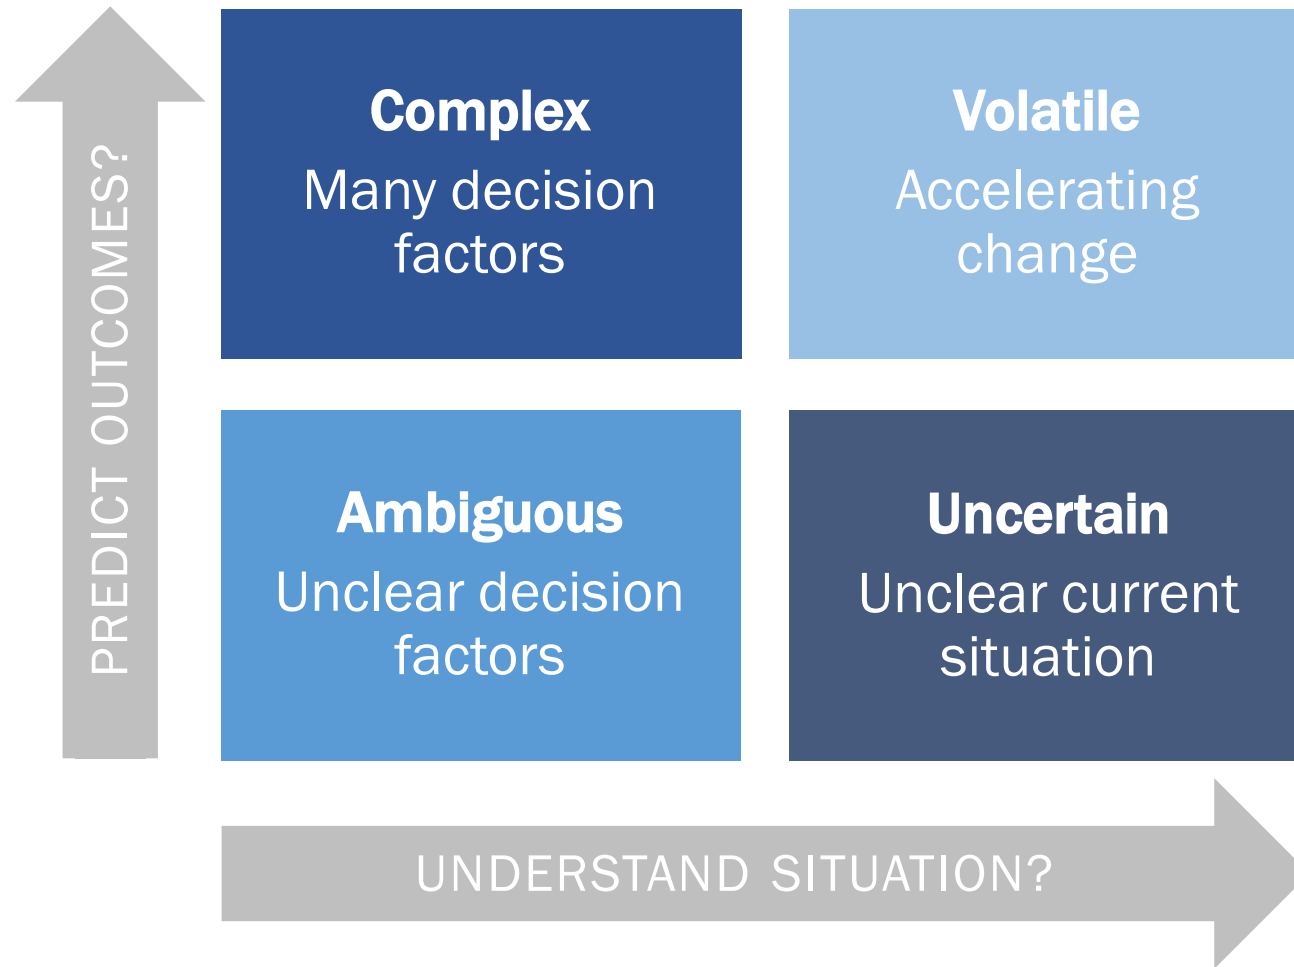 PREDICT OUTCOMES?
Complex
Many decision
factors
Volatile
Accelerating
change
Ambiguous
Unclear decision
factors
Uncertain
Unclear current
situation
UNDERSTAND SITUATION?